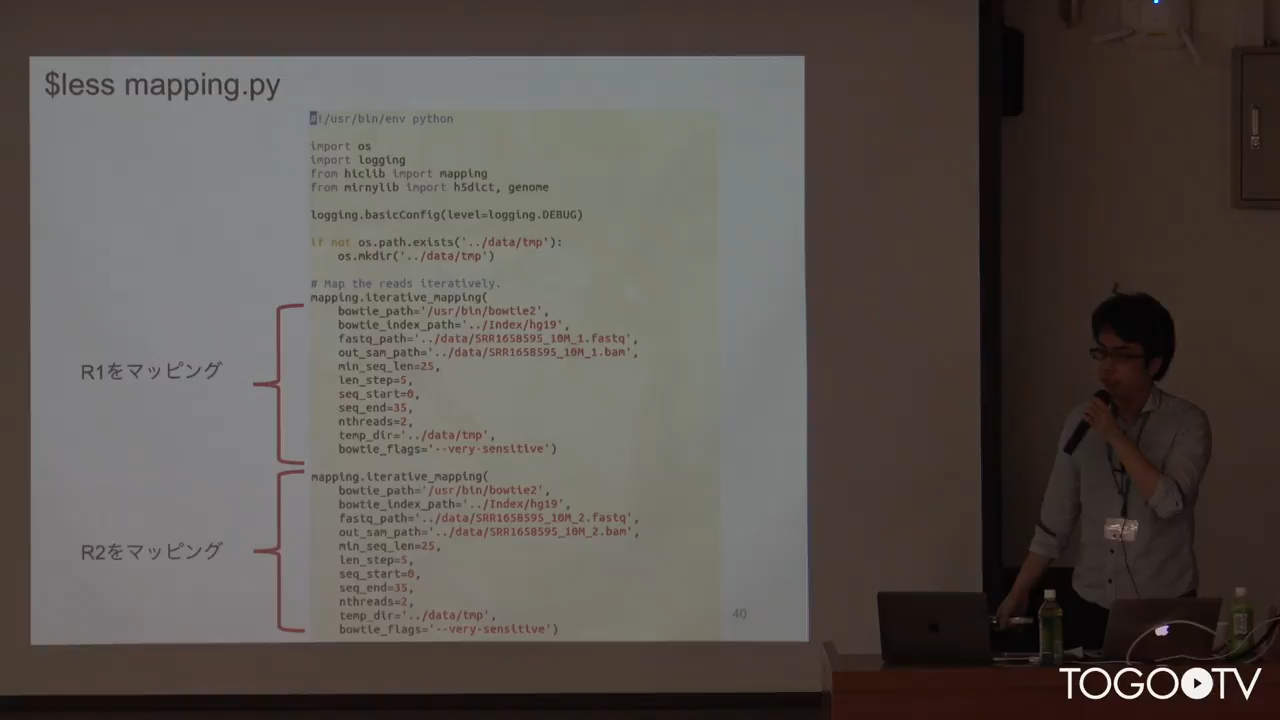 $less mapping.py
#!/usr/bin/env python
import os
import logging
from hiclib import mapping
from mirnylib import h5dict, genome
logging.basicConfig(level=logging.DEBUG)
if not os.path.exists('../data/tmp'):
os.mkdir('../data/tmp')
# Map the reads iteratively.
mapping.iterative_mapping(
bowtie_path='/usr/bin/bowtie2',
bowtie_index_path='../Index/hg19',
fastq_path='../data/SRR1658595_10M_1.fastq',
out_sam_path='../data/SRR1658595_10M_1.bam',
min_seq_len=25,
len_step=5,
seq_start=0,
seq_end=35,
nthreads=2,
temp_dir='../data/tmp',
bowtie_flags='--very-sensitive')
R1をマッピング
mapping.iterative_mapping(
bowtie_path='/usr/bin/bowtie2',
bowtie_index_path='../Index/hg19',
fastq_path='../data/SRR1658595_10M_2.fastq',
out_sam_path='../data/SRR1658595_10M_2.bam',
min_seq_len=25,
len_step=5,
seq_start=0,
seq_end=35,
nthreads=2,
temp_dir='../data/tmp',
bowtie_flags='--very-sensitive')
R2をマッピング
40
TOGOTV